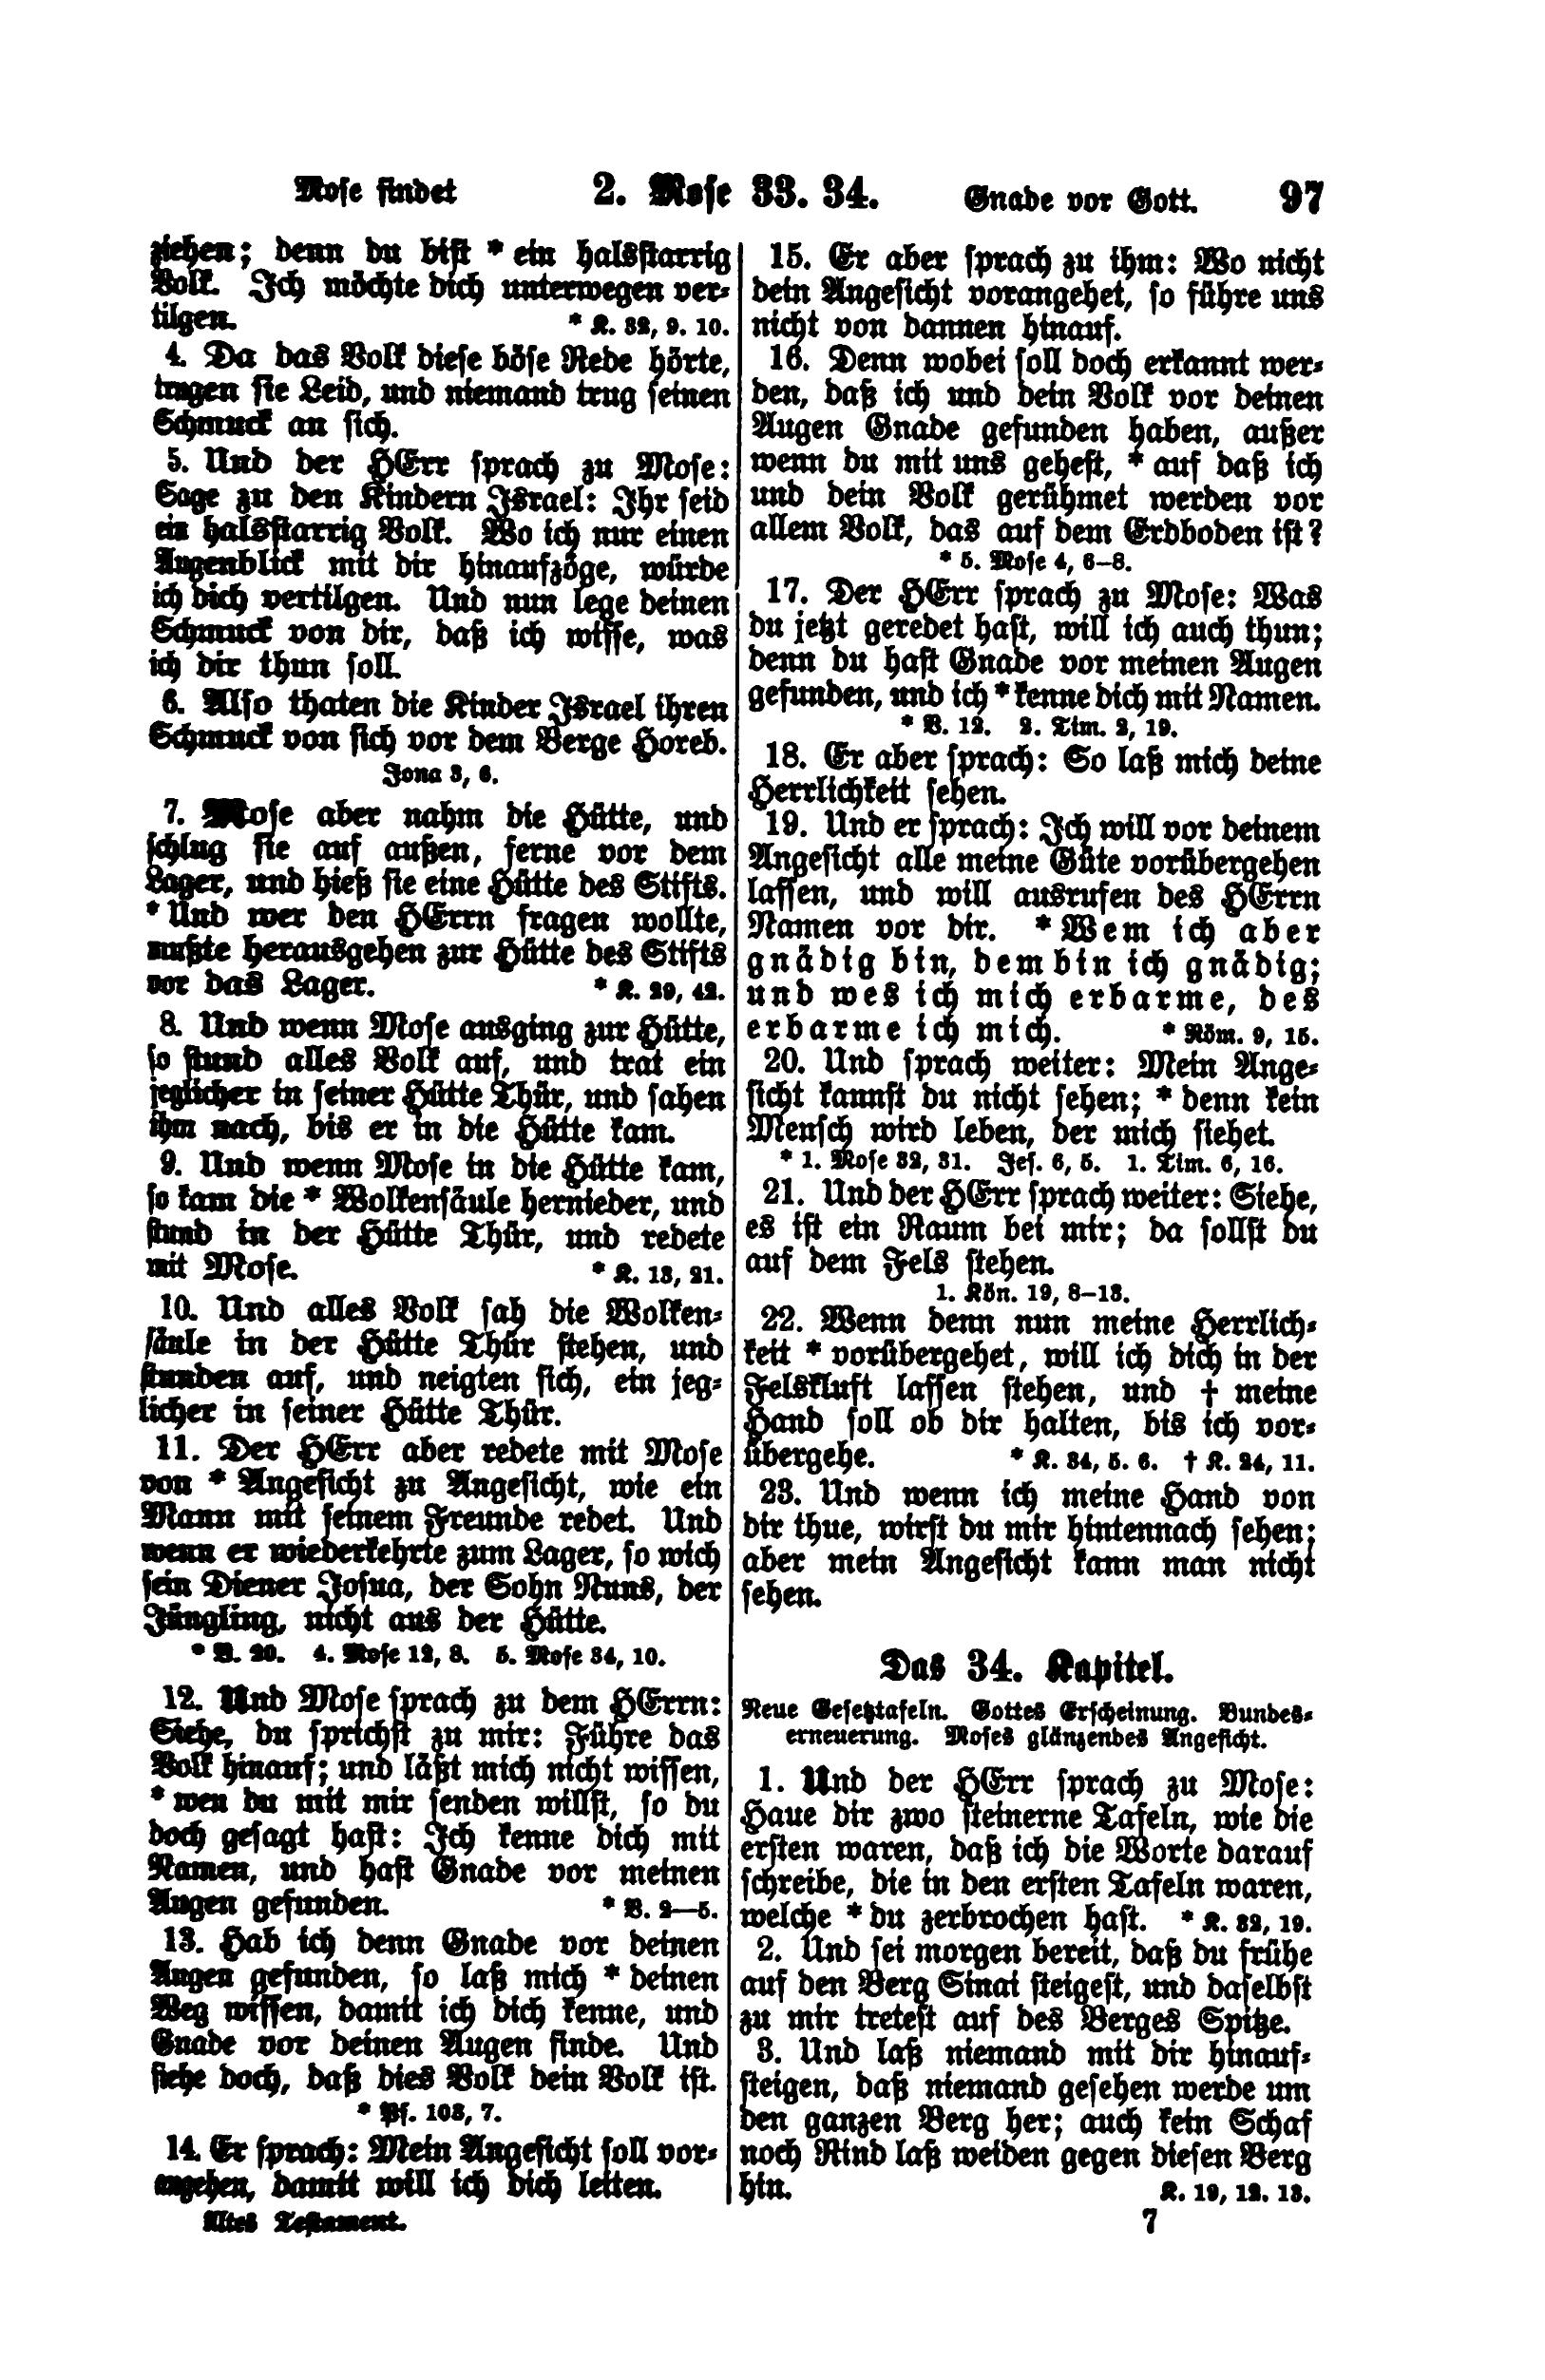 Mose findet 2. Mose 33. 34. Gnade vor Gott. 97
ziehen; denn du bist * ein halsstarrig
Volk. Ich möchte dich unterwegen ver-
tilgen. * K. 32, 9. 10.
4. Da das Volk diese böse Rede hörte,
trugen sie Leid, und niemand trug seinen
Schmuck an sich.
5. Und der HErr sprach zu Mose:
Sage zu den Kindern Israel: Ihr seid
ein halsstarrig Volk. Wo ich nur einen
Augenblick mit dir hinaufzöge, würde
ich dich vertilgen. Und nun lege deinen
Schmuck von dir, daß ich wisse, was
ich dir thun soll.
6. Also thaten die Kinder Israel ihren
Schmuck von sich vor dem Berge Horeb.
Jona 3, 6.
7. Mose aber nahm die Hütte, und
schlug sie auf außen, ferne vor dem
Lager, und hieß sie eine Hütte des Stifts.
* Und wer den HErrn fragen wollte,
mußte herausgehen zur Hütte des Stifts
vor das Lager. * K. 29, 42.
8. Und wenn Mose ausging zur Hütte,
so stund alles Volk auf, und trat ein
jeglicher in seiner Hütte Thür, und sahen
ihm nach, bis er in die Hütte kam.
9. Und wenn Mose in die Hütte kam,
so kam die * Wolkensäule hernieder, und
stund in der Hütte Thür, und redete
mit Mose. * K. 13, 21.
10. Und alles Volk sah die Wolken-
säule in der Hütte Thür stehen, und
stunden auf, und neigten sich, ein jeg-
licher in seiner Hütte Thür.
11. Der HErr aber redete mit Mose
von * Angesicht zu Angesicht, wie ein
Mann mit seinem Freunde redet. Und
wenn er wiederkehrte zum Lager, so wich
sein Diener Josua, der Sohn Nuns, der
Jüngling, nicht aus der Hütte.
* V. 20. 4. Mose 12, 8. 5. Mose 34, 10.
12. Und Mose sprach zu dem HErrn:
Siehe, du sprichst zu mir: Führe das
Volk hinauf; und läßt mich nicht wissen,
* wen du mit mir senden willst, so du
doch gesagt hast: Ich kenne dich mit
Namen, und hast Gnade vor meinen
Augen gefunden. * V. 2—5.
13. Hab ich denn Gnade vor deinen
Augen gefunden, so laß mich * deinen
Weg wissen, damit ich dich kenne, und
Gnade vor deinen Augen finde. Und
siehe doch, daß dies Volk dein Volk ist.
* Ps. 103, 7.
14. Er sprach: Mein Angesicht soll vor-
angehen, damit will ich dich leiten.
Altes Testament.
15. Er aber sprach zu ihm: Wo nicht
dein Angesicht vorangehet, so führe uns
nicht von dannen hinauf.
16. Denn wobei soll doch erkannt wer-
den, daß ich und dein Volk vor deinen
Augen Gnade gefunden haben, außer
wenn du mit uns gehest, * auf daß ich
und dein Volk gerühmet werden vor
allem Volk, das auf dem Erdboden ist?
* 5. Mose 4, 6–8.
17. Der HErr sprach zu Mose: Was
du jetzt geredet hast, will ich auch thun;
denn du hast Gnade vor meinen Augen
gefunden, und ich * kenne dich mit Namen.
* V. 12. 2. Tim. 2, 19.
18. Er aber sprach: So laß mich deine
Herrlichkeit sehen.
19. Und er sprach: Ich will vor deinem
Angesicht alle meine Güte vorübergehen
lassen, und will ausrufen des HErrn
Namen vor dir. * Wem ich aber
gnädig bin, dem bin ich gnädig;
und wes ich mich erbarme, des
erbarme ich mich. * Röm. 9, 15.
20. Und sprach weiter: Mein Ange-
sicht kannst du nicht sehen; * denn kein
Mensch wird leben, der mich siehet.
* 1. Mose 32, 31. Jes. 6, 5. 1. Tim. 6, 16.
21. Und der HErr sprach weiter: Siehe,
es ist ein Raum bei mir; da sollst du
auf dem Fels stehen.
1. Kön. 19, 8–13.
22. Wenn denn nun meine Herrlich-
keit * vorübergehet, will ich dich in der
Felskluft lassen stehen, und † meine
Hand soll ob dir halten, bis ich vor-
übergehe. * K. 34, 5. 6. † K. 24, 11.
23. Und wenn ich meine Hand von
dir thue, wirst du mir hintennach sehen;
aber mein Angesicht kann man nicht
sehen.
Das 34. Kapitel.
Neue Gesetztafeln. Gottes Erscheinung. Bundes-
erneuerung. Moses glänzendes Angesicht.
1. Und der HErr sprach zu Mose:
Haue dir zwo steinerne Tafeln, wie die
ersten waren, daß ich die Worte darauf
schreibe, die in den ersten Tafeln waren,
welche * du zerbrochen hast. * K. 32, 19.
2. Und sei morgen bereit, daß du frühe
auf den Berg Sinai steigest, und daselbst
zu mir tretest auf des Berges Spitze.
3. Und laß niemand mit dir hinauf-
steigen, daß niemand gesehen werde um
den ganzen Berg her; auch kein Schaf
noch Rind laß weiden gegen diesen Berg
hin. K. 19, 12. 13.
7